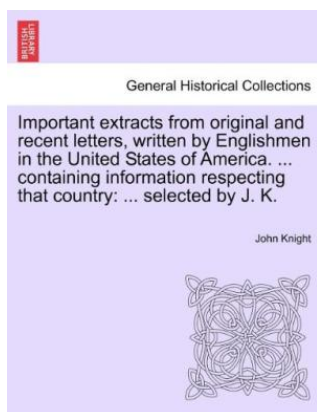 BRITISH
LIBRARY
General Historical Collections
Important extracts from original and
recent letters, written by Englishmen
in the United States of America. ...
containing information respecting
that country: ... selected by J. K.
John Knight